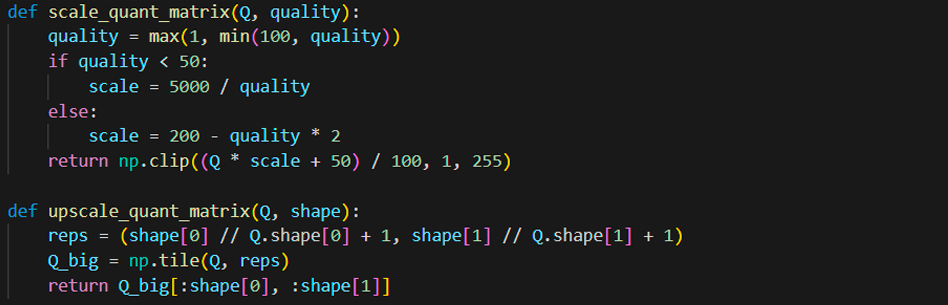 def scale_quant_matrix(Q, quality):
    quality = max(1, min(100, quality))
    if quality < 50:
        scale = 5000 / quality
    else:
        scale = 200 - quality * 2
    return np.clip((Q * scale + 50) / 100, 1, 255)

def upscale_quant_matrix(Q, shape):
    reps = (shape[0] // Q.shape[0] + 1, shape[1] // Q.shape[1] + 1)
    Q_big = np.tile(Q, reps)
    return Q_big[:shape[0], :shape[1]]